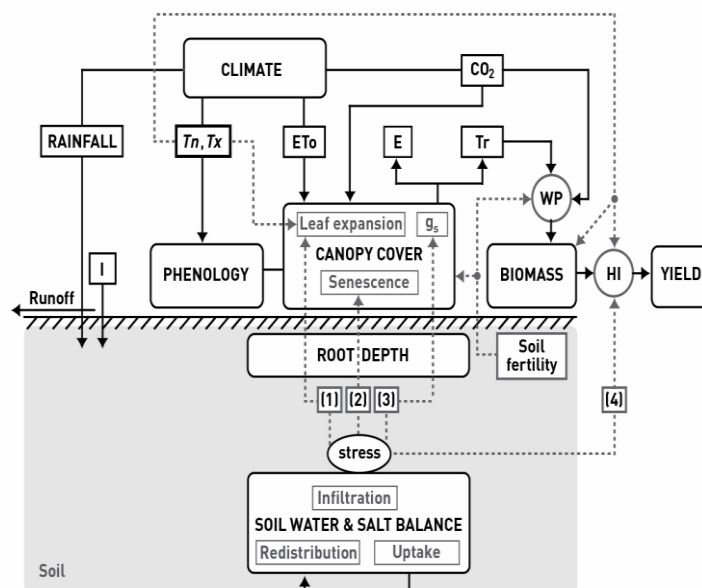 CLIMATE
CO₂
RAINFALL
Tn, Tx
ETo
E
Tr
WP
Leaf expansion
gₛ
CANOPY COVER
Senescence
PHENOLOGY
I
BIOMASS
HI
YIELD
Runoff
ROOT DEPTH
Soil
fertility
(1)
(2)
(3)
(4)
stress
Infiltration
SOIL WATER & SALT BALANCE
Redistribution
Uptake
Soil